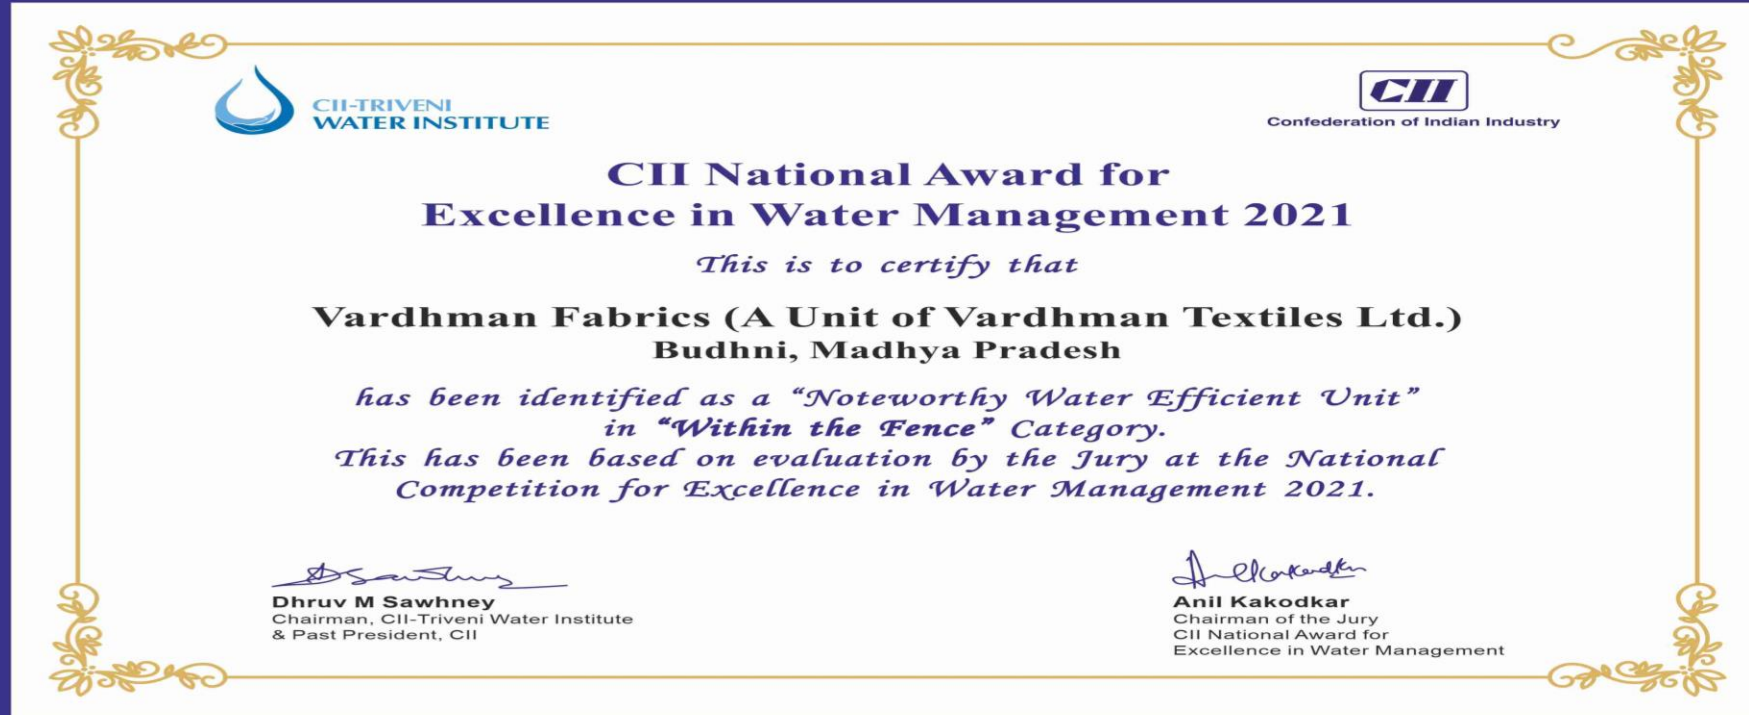 CII-TRIVENI
WATER INSTITUTE
CII
Confederation of Indian Industry
CII National Award for
Excellence in Water Management 2021
This is to certify that
Vardhman Fabrics (A Unit of Vardhman Textiles Ltd.)
Budhni, Madhya Pradesh
has been identified as a “Noteworthy Water Efficient Unit”
in “Within the Fence” Category.
This has been based on evaluation by the Jury at the National
Competition for Excellence in Water Management 2021.
Dhruv M Sawhney
Chairman, CII-Triveni Water Institute
& Past President, CII
Anil Kakodkar
Chairman of the Jury
CII National Award for
Excellence in Water Management